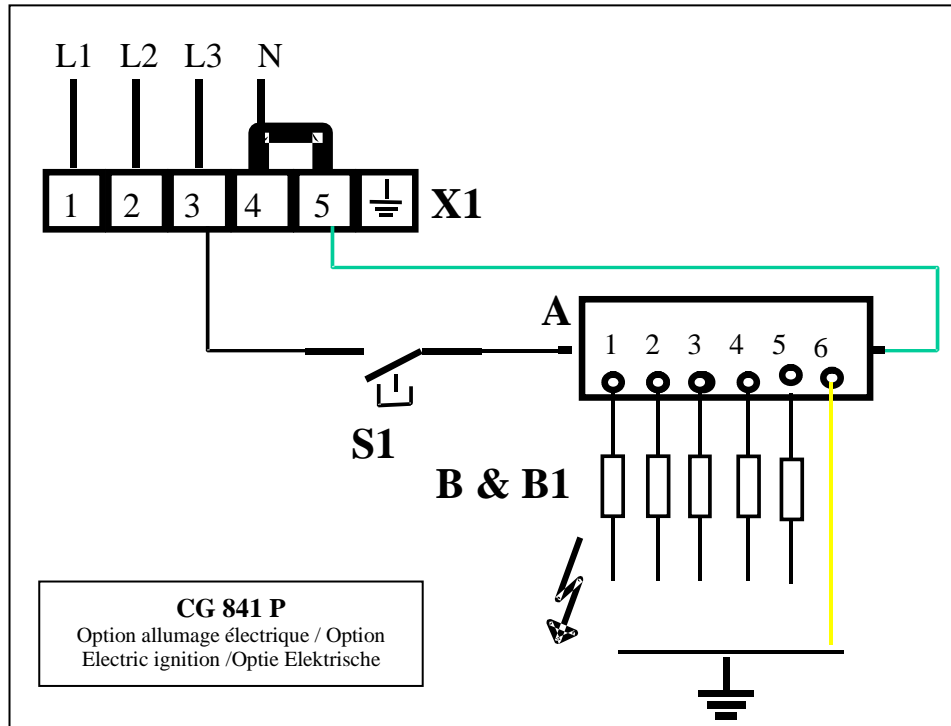 L1 L2 L3 N
1 2 3 4 5 X1
A
1 2 3 4 5 6
S1
B & B1
CG 841 P
Option allumage électrique / Option
Electric ignition /Optie Elektrische